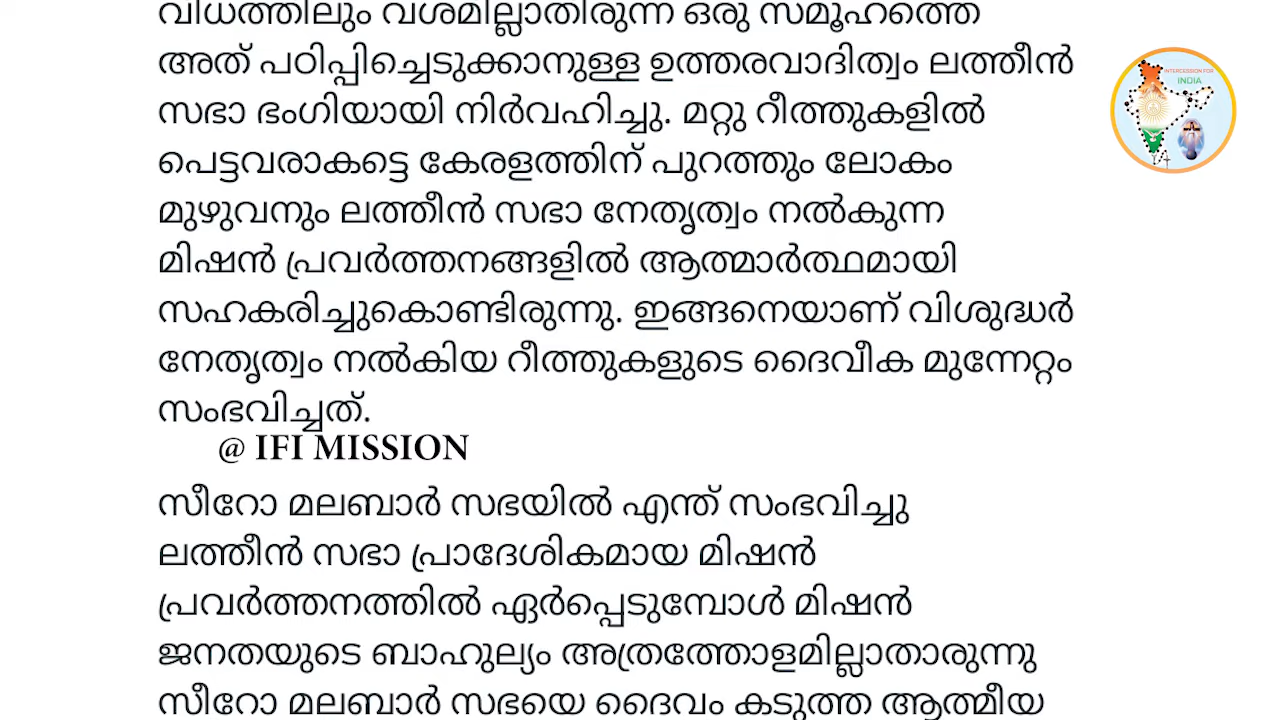 വിധത്തിലും വശമില്ലാതിരുന്ന ഒരു സമൂഹത്തെ
അത് പഠിപ്പിച്ചെടുക്കാനുള്ള ഉത്തരവാദിത്വം ലത്തീൻ
സഭാ ഭംഗിയായി നിർവഹിച്ചു. മറ്റു റീത്തുകളിൽ
പെട്ടവരാകട്ടെ കേരളത്തിന് പുറത്തും ലോകം
മുഴുവനും ലത്തീൻ സഭാ നേതൃത്വം നൽകുന്ന
മിഷൻ പ്രവർത്തനങ്ങളിൽ ആത്മാർത്ഥമായി
സഹകരിച്ചുകൊണ്ടിരുന്നു. ഇങ്ങനെയാണ് വിശുദ്ധർ
നേതൃത്വം നൽകിയ റീത്തുകളുടെ ദൈവീക മുന്നേറ്റം
സംഭവിച്ചത്.
@ IFI MISSION
സീറോ മലബാർ സഭയിൽ എന്ത് സംഭവിച്ചു
ലത്തീൻ സഭാ പ്രാദേശികമായ മിഷൻ
പ്രവർത്തനത്തിൽ ഏർപ്പെടുമ്പോൾ മിഷൻ
ജനതയുടെ ബാഹുല്യം അത്രത്തോളമില്ലാതാരുന്നു
സീറോ മലബാർ സഭയെ ദൈവം കടുത്ത ആത്മീയ
INTERCESSION FOR
INDIA